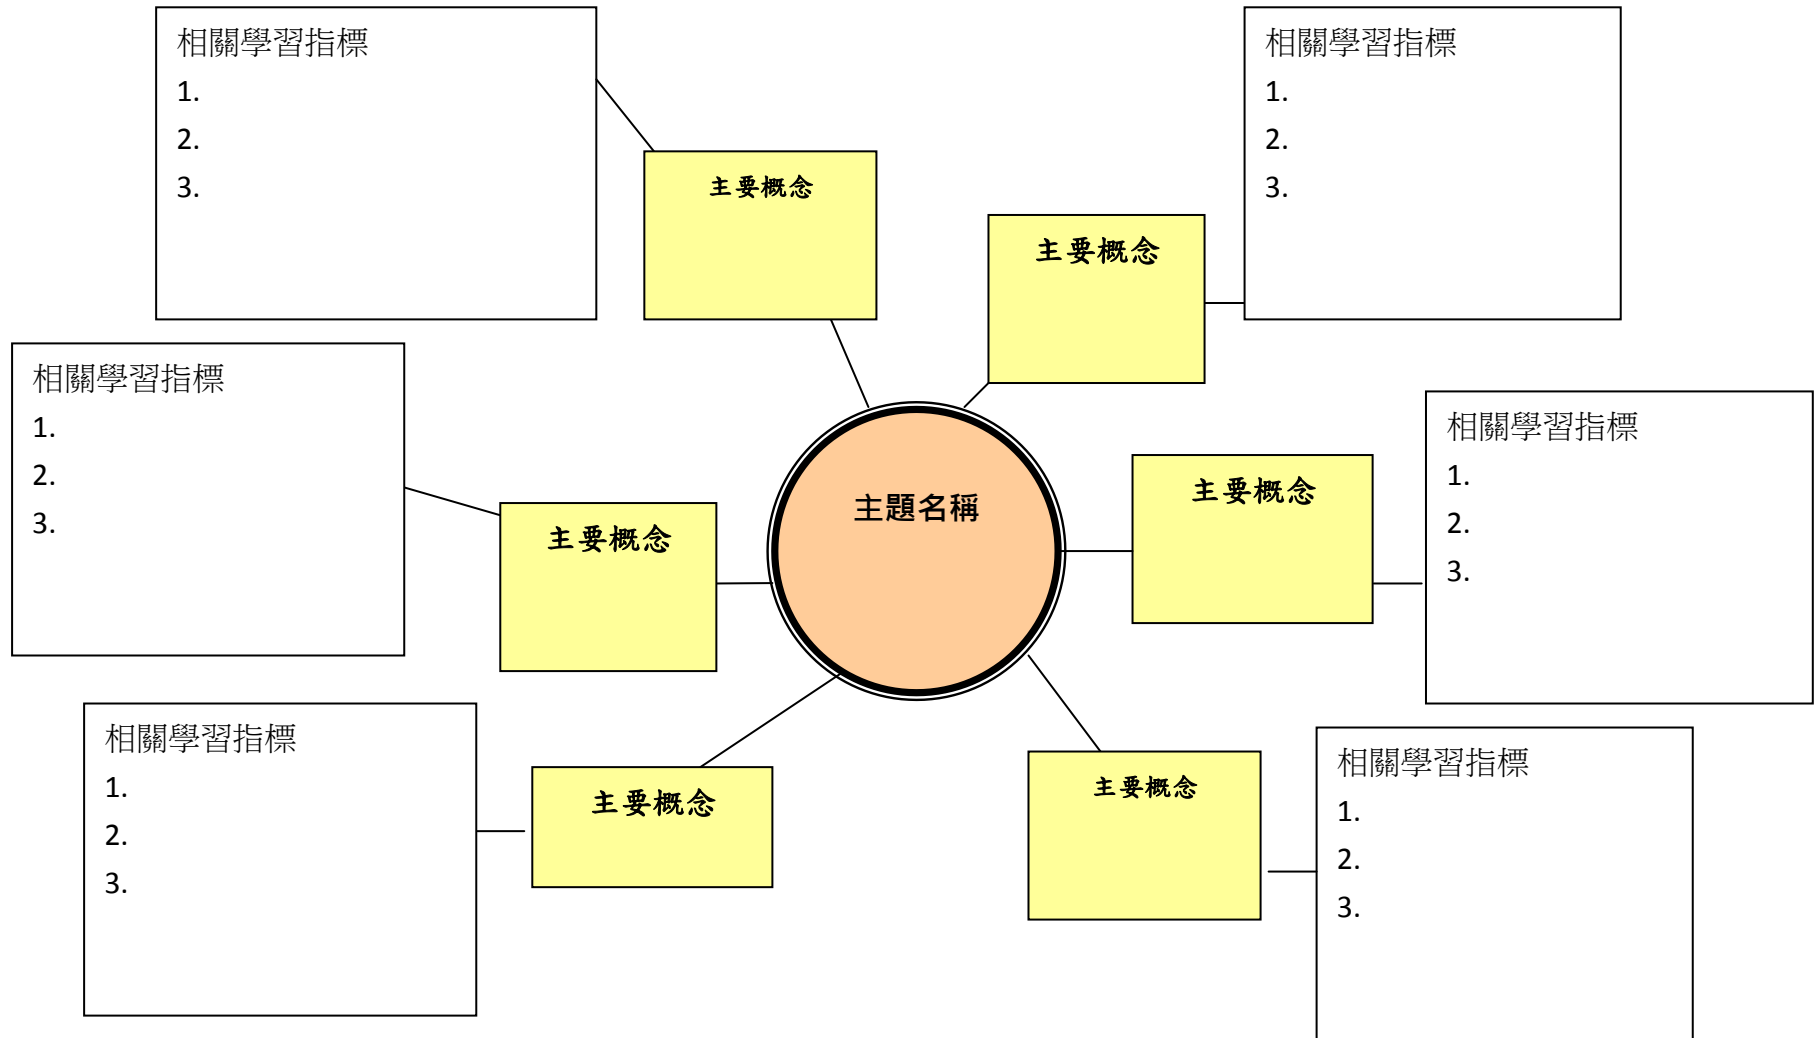 相關學習指標
1.
2.
3.
主要概念
相關學習指標
1.
2.
3.
主要概念
相關學習指標
1.
2.
3.
主要概念
主題名稱
相關學習指標
1.
2.
3.
主要概念
相關學習指標
1.
2.
3.
主要概念
相關學習指標
1.
2.
3.
主要概念